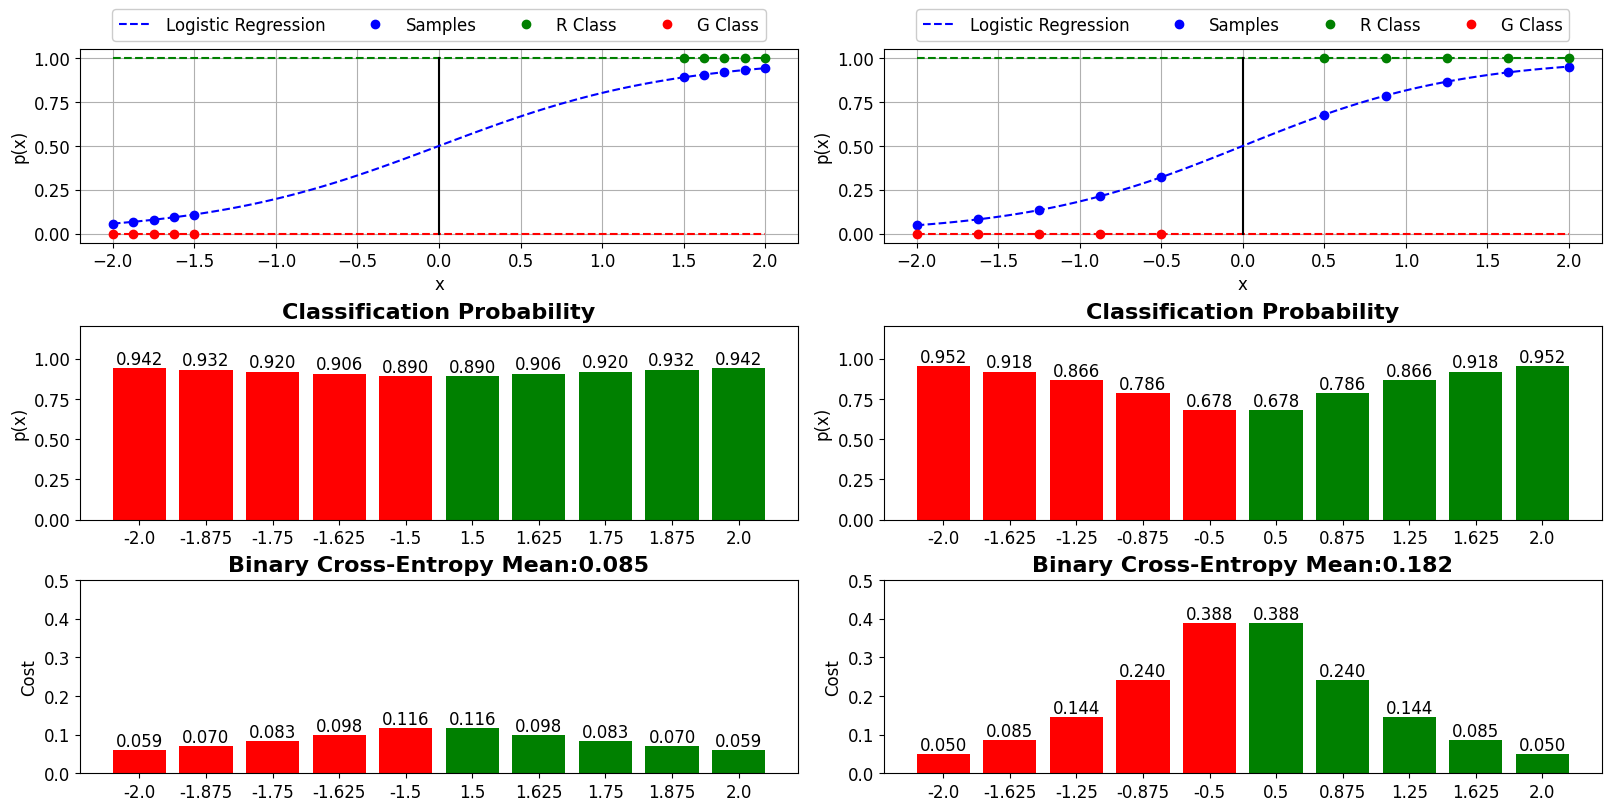 Logistic Regression Samples R Class G Class
1.00
0.75
0.50
0.25
0.00
p(x)
−2.0 −1.5 −1.0 −0.5 0.0 0.5 1.0 1.5 2.0
x
Logistic Regression Samples R Class G Class
1.00
0.75
0.50
0.25
0.00
p(x)
−2.0 −1.5 −1.0 −0.5 0.0 0.5 1.0 1.5 2.0
x
Classification Probability
1.00
0.75
0.50
0.25
0.00
p(x)
0.942 0.932 0.920 0.906 0.890 0.890 0.906 0.920 0.932 0.942
-2.0 -1.875 -1.75 -1.625 -1.5 1.5 1.625 1.75 1.875 2.0
Classification Probability
1.00
0.75
0.50
0.25
0.00
p(x)
0.952 0.918 0.866 0.786 0.678 0.678 0.786 0.866 0.918 0.952
-2.0 -1.625 -1.25 -0.875 -0.5 0.5 0.875 1.25 1.625 2.0
Binary Cross-Entropy Mean:0.085
0.5
0.4
0.3
0.2
0.1
0.0
Cost
0.059 0.070 0.083 0.098 0.116 0.116 0.098 0.083 0.070 0.059
-2.0 -1.875 -1.75 -1.625 -1.5 1.5 1.625 1.75 1.875 2.0
Binary Cross-Entropy Mean:0.182
0.5
0.4
0.3
0.2
0.1
0.0
Cost
0.050 0.085 0.144 0.240 0.388 0.388 0.240 0.144 0.085 0.050
-2.0 -1.625 -1.25 -0.875 -0.5 0.5 0.875 1.25 1.625 2.0